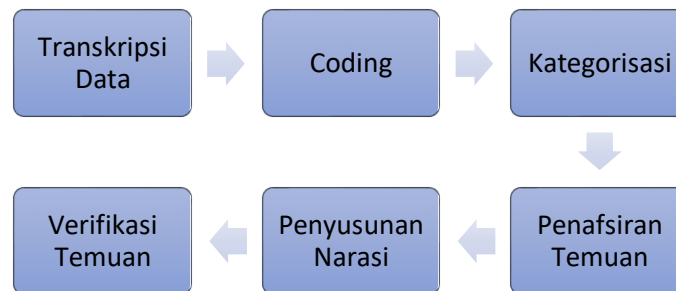 Transkripsi
Data
Coding
Kategorisasi
Penafsiran
Temuan
Penyusunan
Narasi
Verifikasi
Temuan